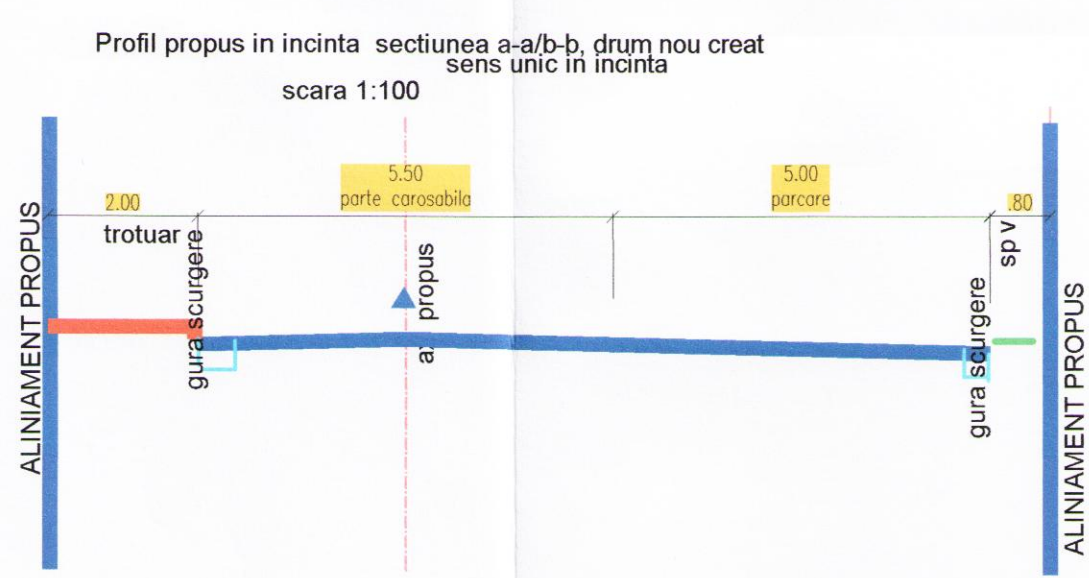 Profil propus in incinta sectiunea a-a/b-b, drum nou creat
sens unic in incinta
scara 1:100
5.50
parte carosabila
5.00
parcare
2.00
.80
trotuar
sp v
ALINIAMENT PROPUS
gura scurgere
ax propus
gura scurgere
ALINIAMENT PROPUS